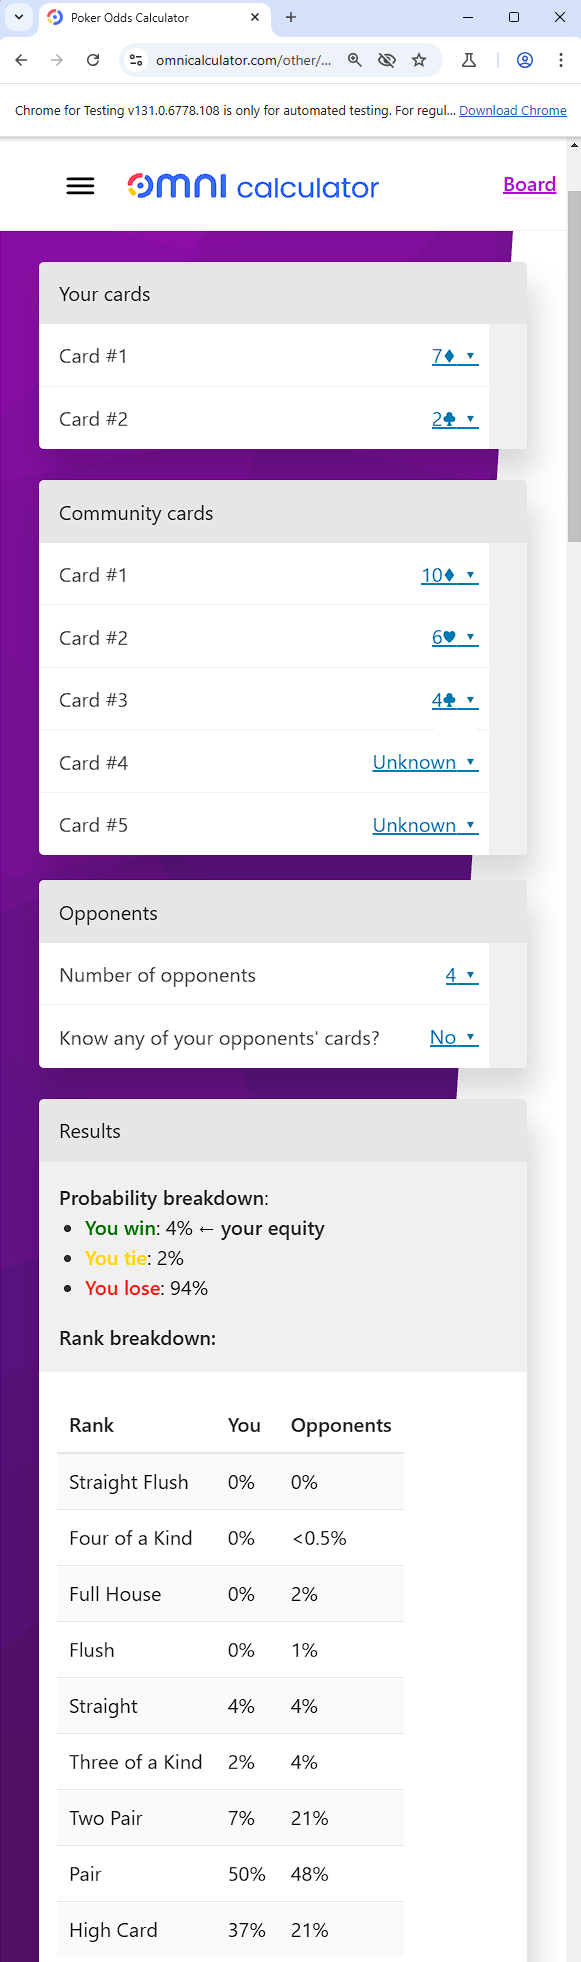 Poker Odds Calculator
omnicalculator.com/other/...
Chrome for Testing v131.0.6778.108 is only for automated testing. For regul... Download Chrome
omni calculator
Board
Your cards
Card #1 7♦ ▼
Card #2 2♣ ▼
Community cards
Card #1 10♦ ▼
Card #2 6♥ ▼
Card #3 4♣ ▼
Card #4 Unknown ▼
Card #5 Unknown ▼
Opponents
Number of opponents 4 ▼
Know any of your opponents' cards? No ▼
Results
Probability breakdown:
• You win: 4% ← your equity
• You tie: 2%
• You lose: 94%
Rank breakdown:
Rank You Opponents
Straight Flush 0% 0%
Four of a Kind 0% <0.5%
Full House 0% 2%
Flush 0% 1%
Straight 4% 4%
Three of a Kind 2% 4%
Two Pair 7% 21%
Pair 50% 48%
High Card 37% 21%